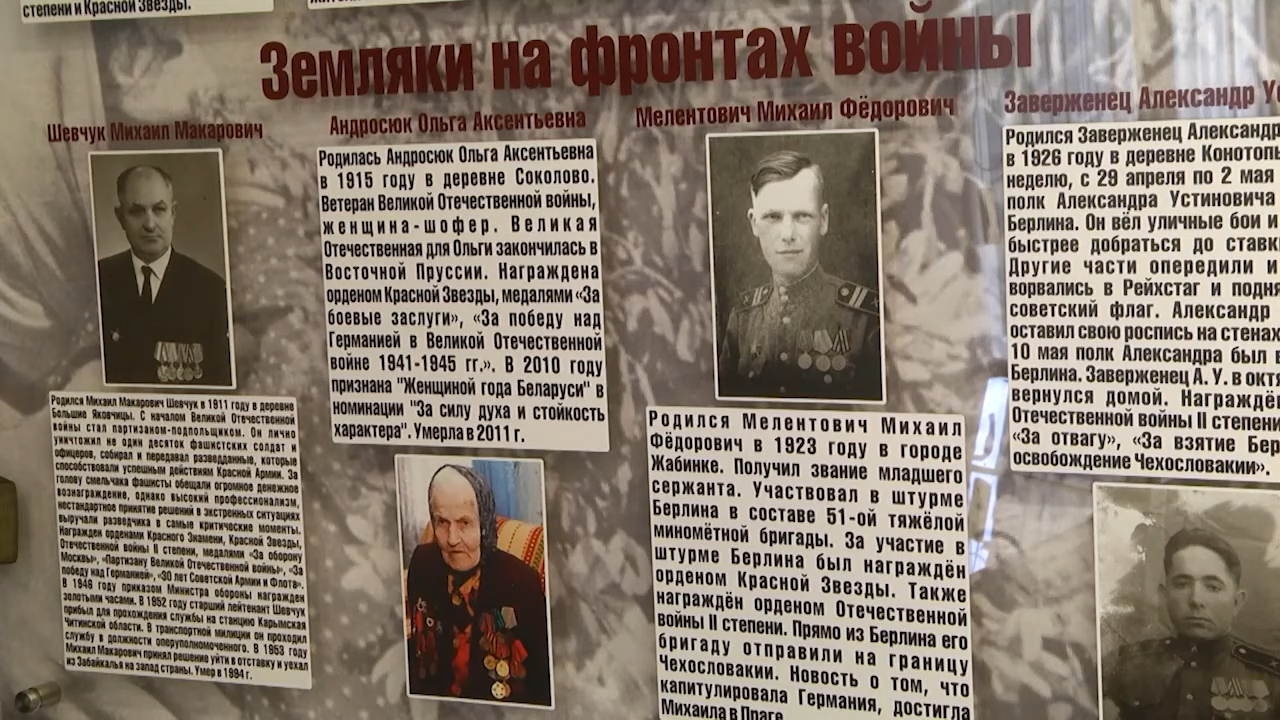 степени и Красной Звезды.
Земляки на фронтах войны
Шевчук Михаил Макарович
Родился Михаил Макарович Шевчук в 1911 году в деревне
Большие Яковчицы. С началом Великой Отечественной
войны стал партизаном-подпольщиком. Он лично
уничтожил не один десяток фашистских солдат и
офицеров, собирал и передавал разведданные, которые
способствовали успешным действиям Красной Армии. За
голову смельчака фашисты обещали огромное денежное
вознаграждение, однако высокий профессионализм,
нестандартное принятие решений в экстренных ситуациях
выручали разведчика в самые критические моменты.
Награжден орденами Красного Знамени, Красной Звезды,
Отечественной войны II степени, медалями «За оборону
Москвы», «Партизану Великой Отечественной войны», «За
победу над Германией», «30 лет Советской Армии и Флота».
В 1946 году приказом Министра обороны награжден
золотыми часами. В 1952 году старший лейтенант Шевчук
прибыл для прохождения службы на станцию Карымская
Читинской области. В транспортной милиции он проходил
службу в должности оперуполномоченного. В 1953 году
Михаил Макарович принял решение уйти в отставку и уехал
из Забайкалья на запад страны. Умер в 1994 г.
Андросюк Ольга Аксентьевна
Родилась Андросюк Ольга Аксентьевна
в 1915 году в деревне Соколово.
Ветеран Великой Отечественной войны,
женщина-шофер. Великая
Отечественная для Ольги закончилась в
Восточной Пруссии. Награждена
орденом Красной Звезды, медалями «За
боевые заслуги», «За победу над
Германией в Великой Отечественной
войне 1941-1945 гг.». В 2010 году
признана "Женщиной года Беларуси" в
номинации "За силу духа и стойкость
характера". Умерла в 2011 г.
Мелентович Михаил Фёдорович
Родился Мелентович Михаил
Фёдорович в 1923 году в городе
Жабинке. Получил звание младшего
сержанта. Участвовал в штурме
Берлина в составе 51-ой тяжёлой
миномётной бригады. За участие в
штурме Берлина был награждён
орденом Красной Звезды. Также
награждён орденом Отечественной
войны II степени. Прямо из Берлина его
бригаду отправили на границу
Чехословакии. Новость о том, что
капитулировала Германия, достигла
Михаила в Праге.
Заверженец Александр Ус
Родился Заверженец Александр
в 1926 году в деревне Конотопы
неделю, с 29 апреля по 2 мая
полк Александра Устиновича
Берлина. Он вёл уличные бои и
быстрее добраться до ставк
Другие части опередили и
ворвались в Рейхстаг и подня
советский флаг. Александр
оставил свою роспись на стенах
10 мая полк Александра был в
Берлина. Заверженец А. У. в октя
вернулся домой. Награждён
Отечественной войны II степени
«За отвагу», «За взятие Бер
освобождение Чехословакии».